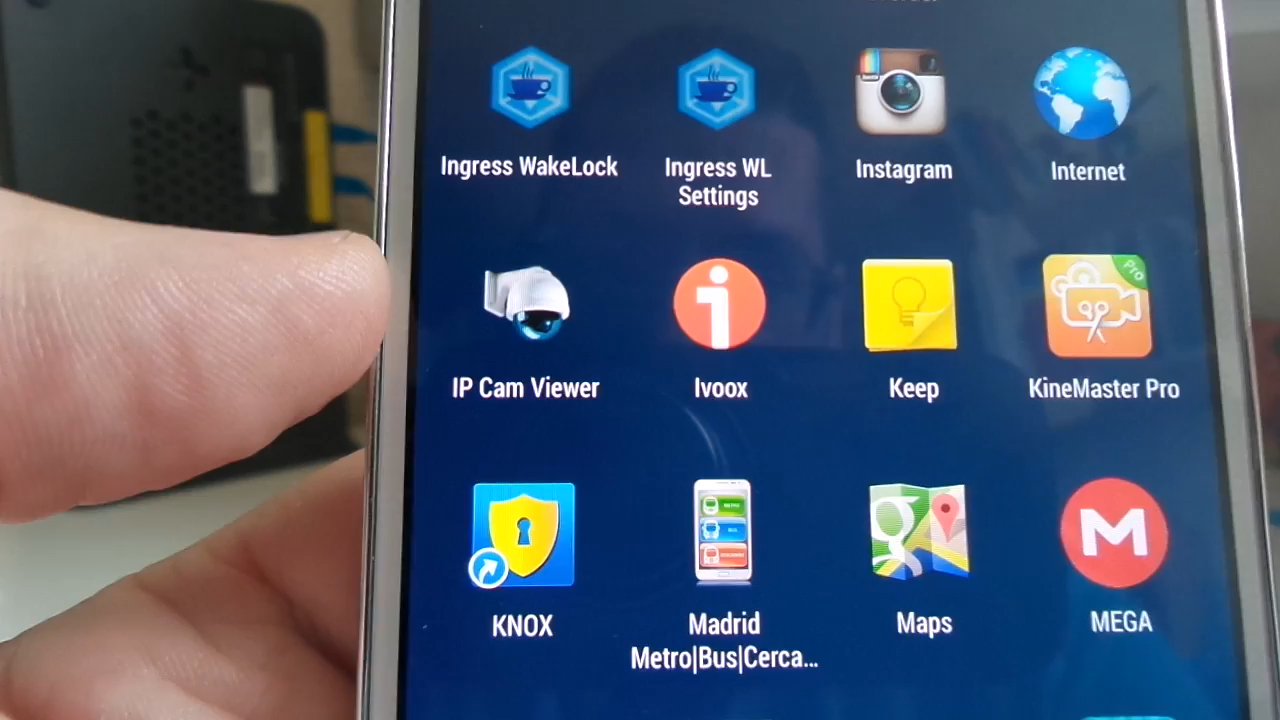 Ingress WakeLock
Ingress WL
Settings
Instagram
Internet
Pro
IP Cam Viewer
Ivoox
Keep
KineMaster Pro
KNOX
Madrid
Metro|Bus|Cerca...
Maps
MEGA